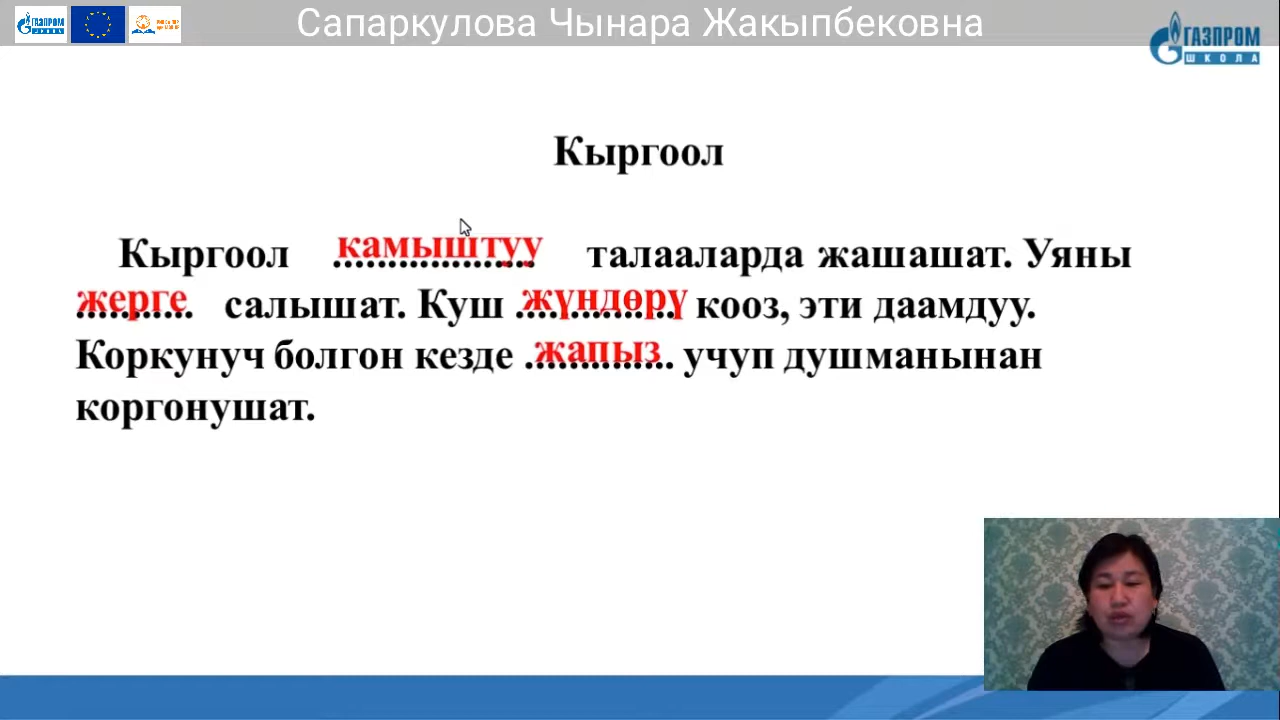 Сапаркулова Чынара Жакыпбековна
ГАЗПРОМ
ШКОЛА
Кыргоол
Кыргоол камыштуу талааларда жашашат. Уяны
жерге салышат. Куш жүндөрү кооз, эти даамдуу.
Коркунуч болгон кезде жапыз учуп душманынан
коргонушат.